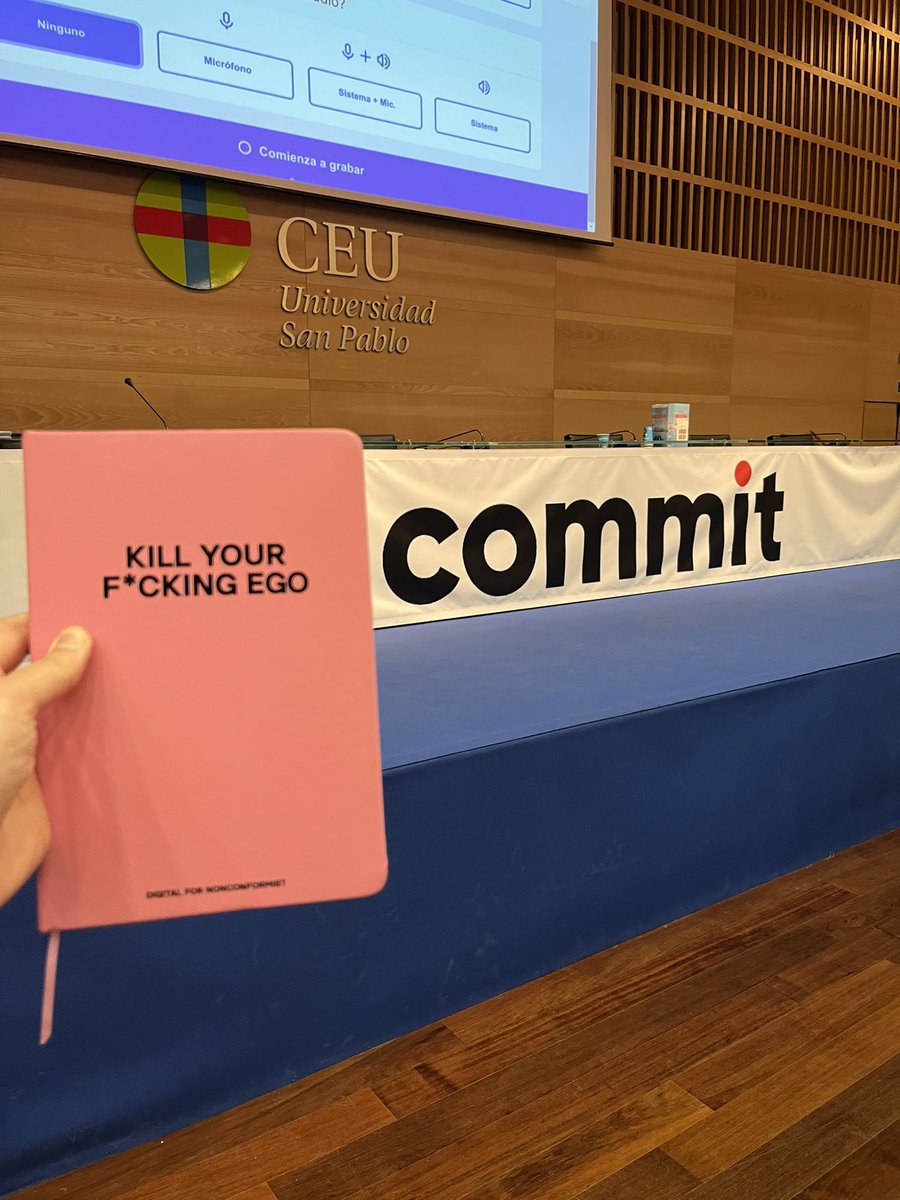 Ninguno
Micrófono
Sistema + Mic.
Sistema
Comienza a grabar
CEU
Universidad
San Pablo
commit
KILL YOUR
F*CKING EGO
DIGITAL FOR NONCONFORMIST